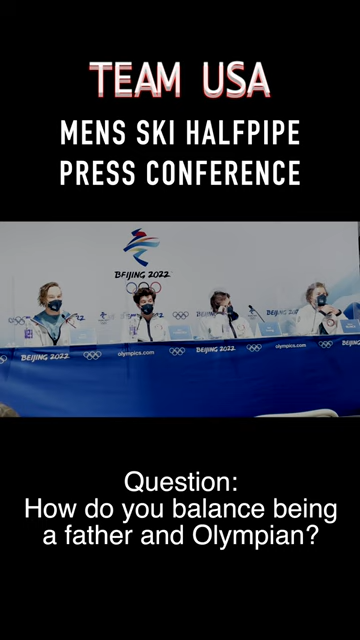 TEAM USA
MENS SKI HALFPIPE
PRESS CONFERENCE
BEIJING 2022
BEIJING 2022
olympics.com
BEIJING 2022
olympics.com
Question:
How do you balance being
a father and Olympian?